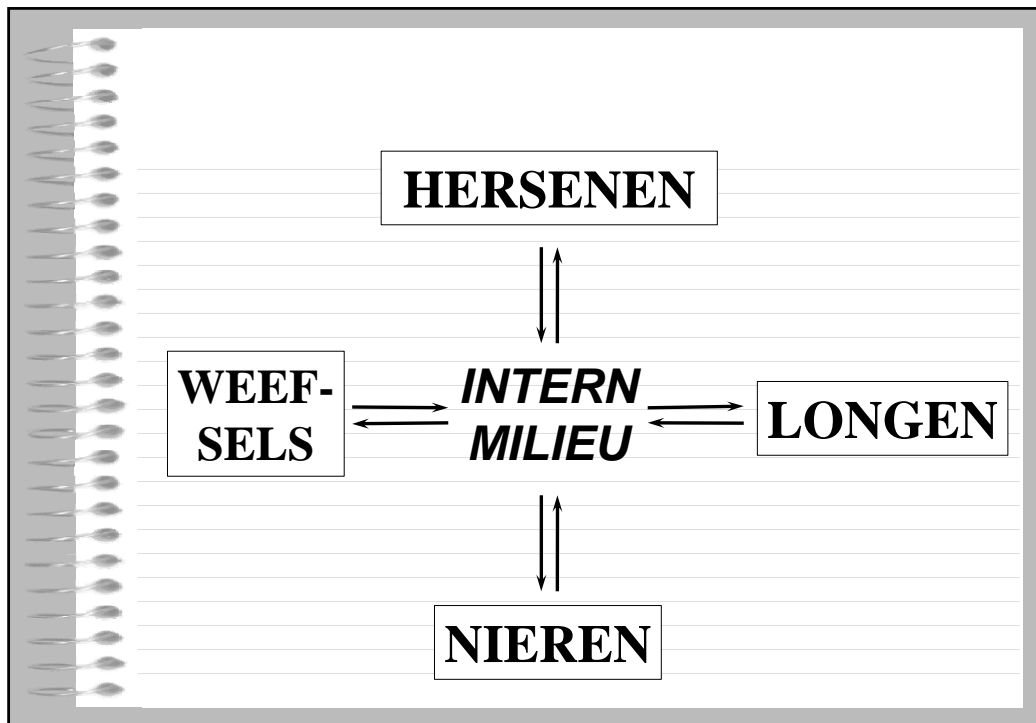 HERSENEN
WEEF-
SELS
INTERN
MILIEU
LONGEN
NIEREN